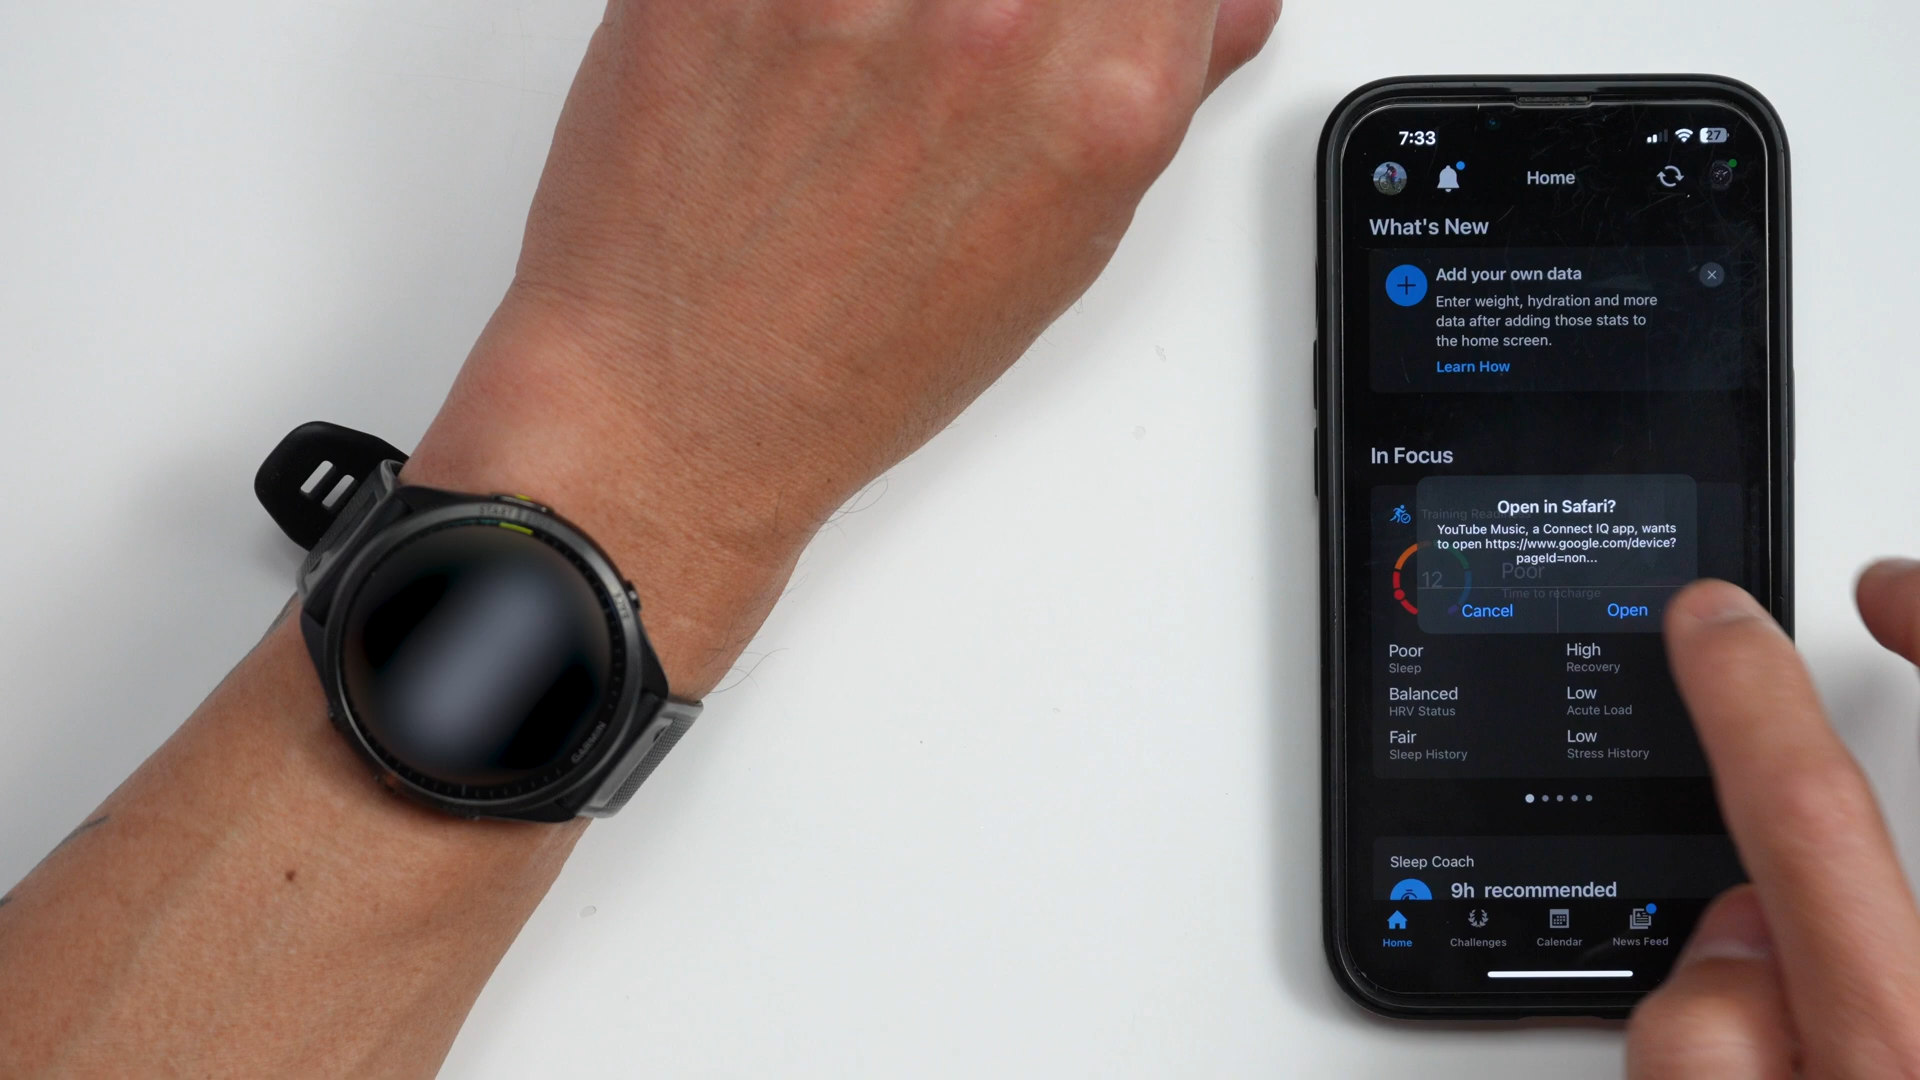 START
GARMIN
7:33
27
Home
What's New
Add your own data
Enter weight, hydration and more
data after adding those stats to
the home screen.
Learn How
In Focus
Training Rea
12
Poor
Time to recharge
Open in Safari?
YouTube Music, a Connect IQ app, wants
to open https://www.google.com/device?
pageId=non...
Cancel
Open
Poor
Sleep
High
Recovery
Balanced
HRV Status
Low
Acute Load
Fair
Sleep History
Low
Stress History
Sleep Coach
9h recommended
Home
Challenges
Calendar
News Feed